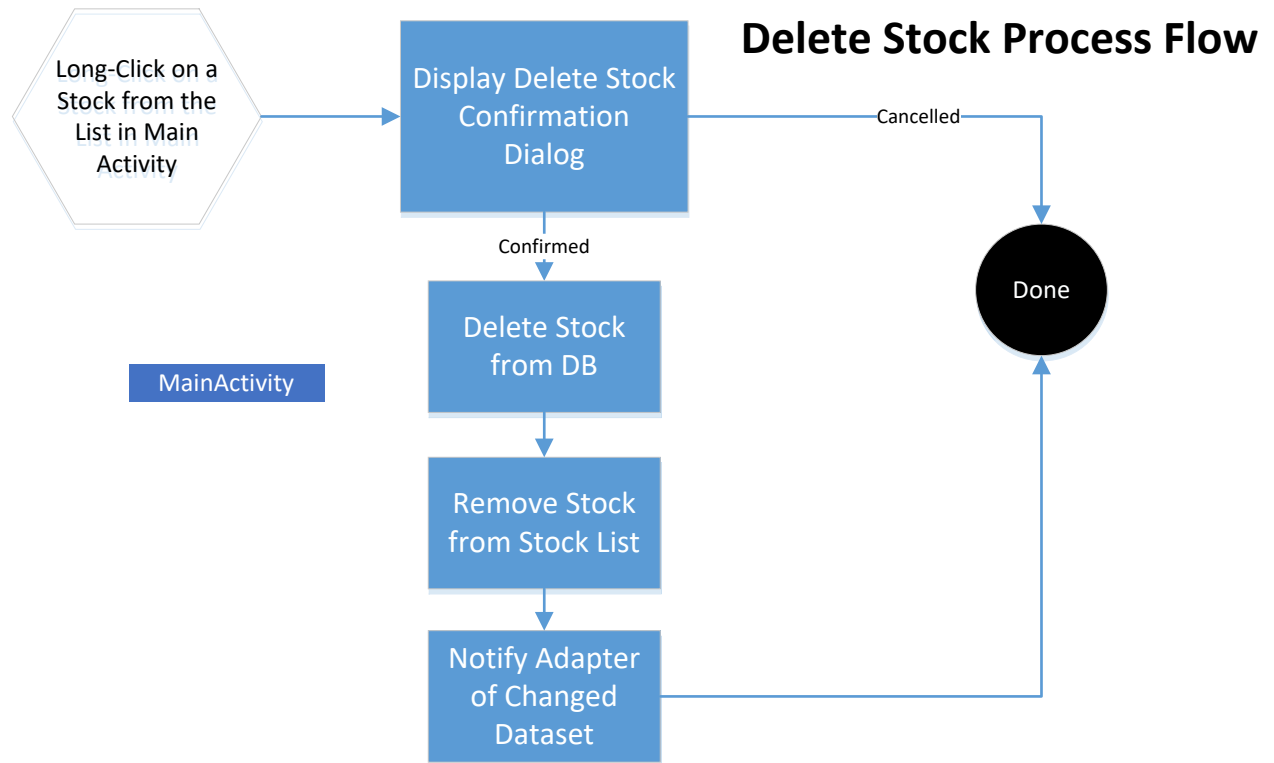 Delete Stock Process Flow
Long-Click on a
Stock from the
List in Main
Activity
Display Delete Stock
Confirmation
Dialog
Cancelled
Confirmed
Done
Delete Stock
from DB
MainActivity
Remove Stock
from Stock List
Notify Adapter
of Changed
Dataset